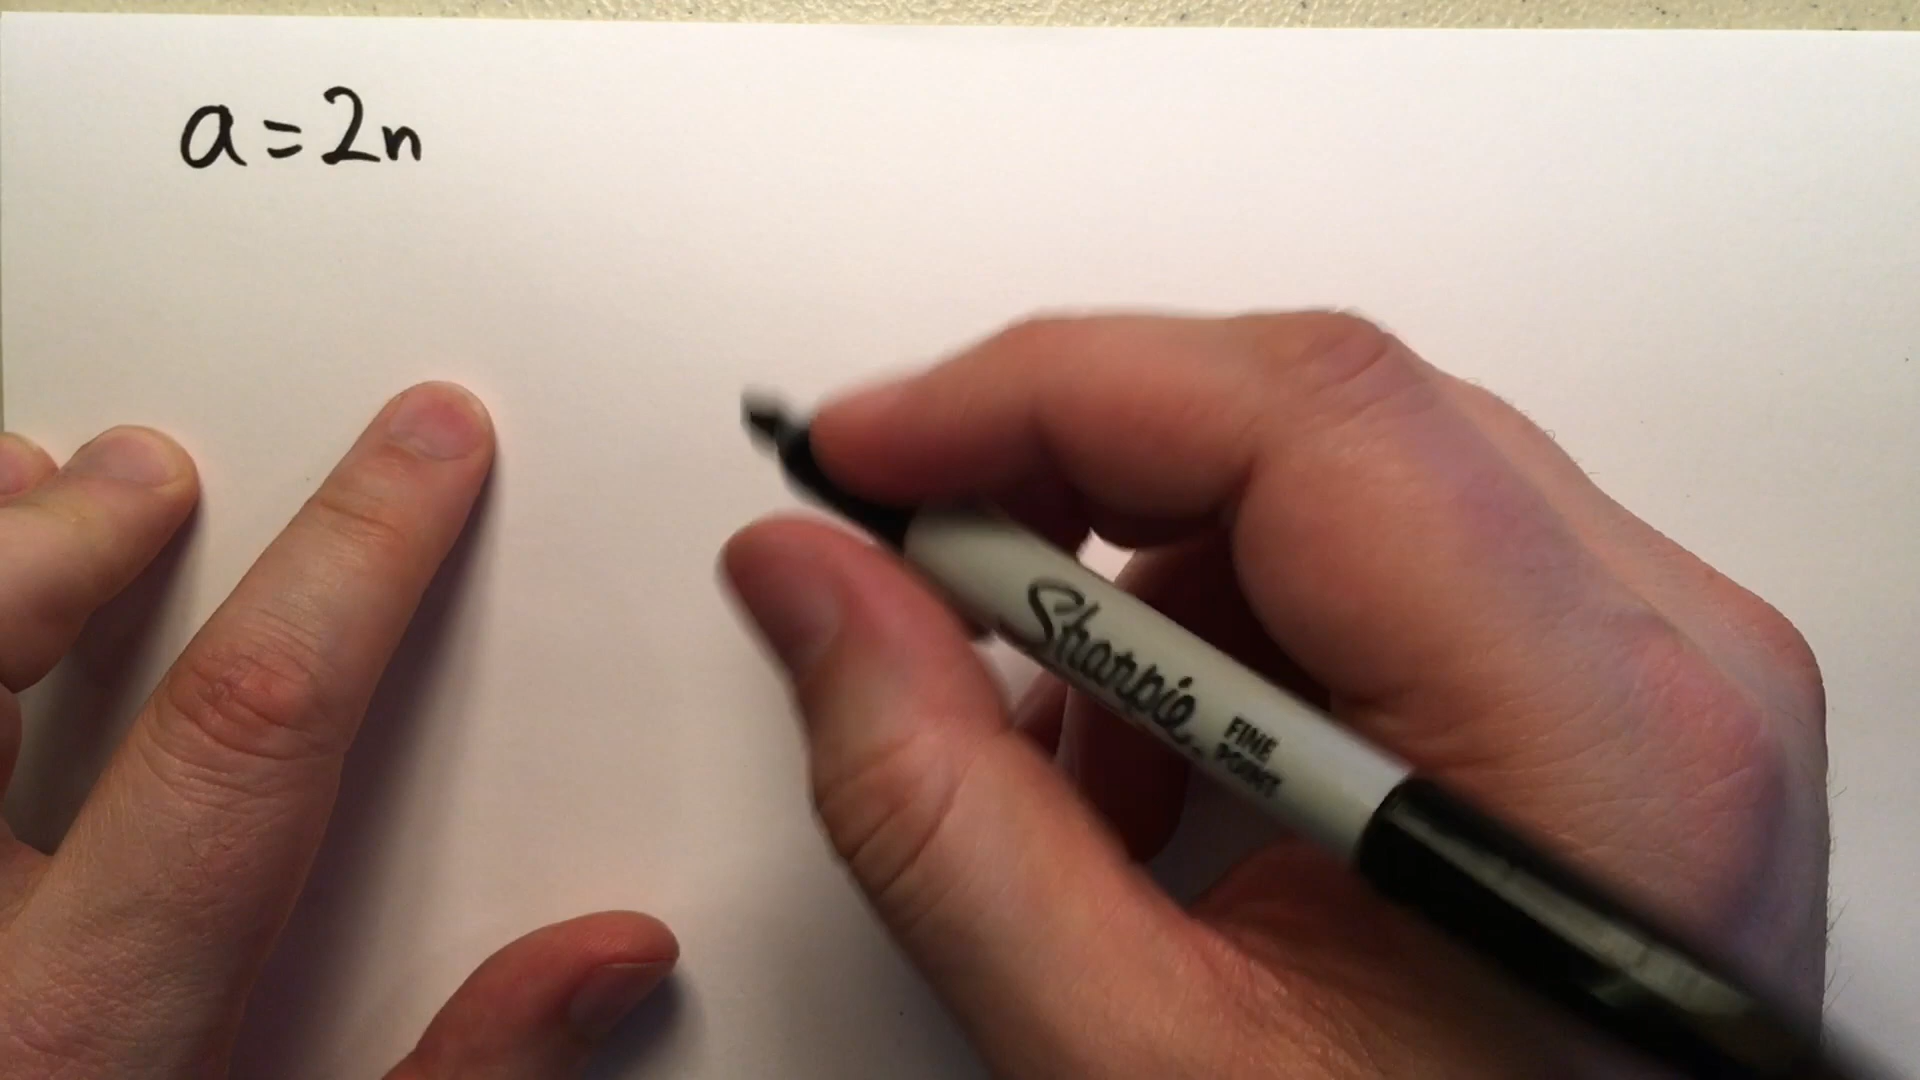 a = 2n
Sharpie.
FINE
POINT